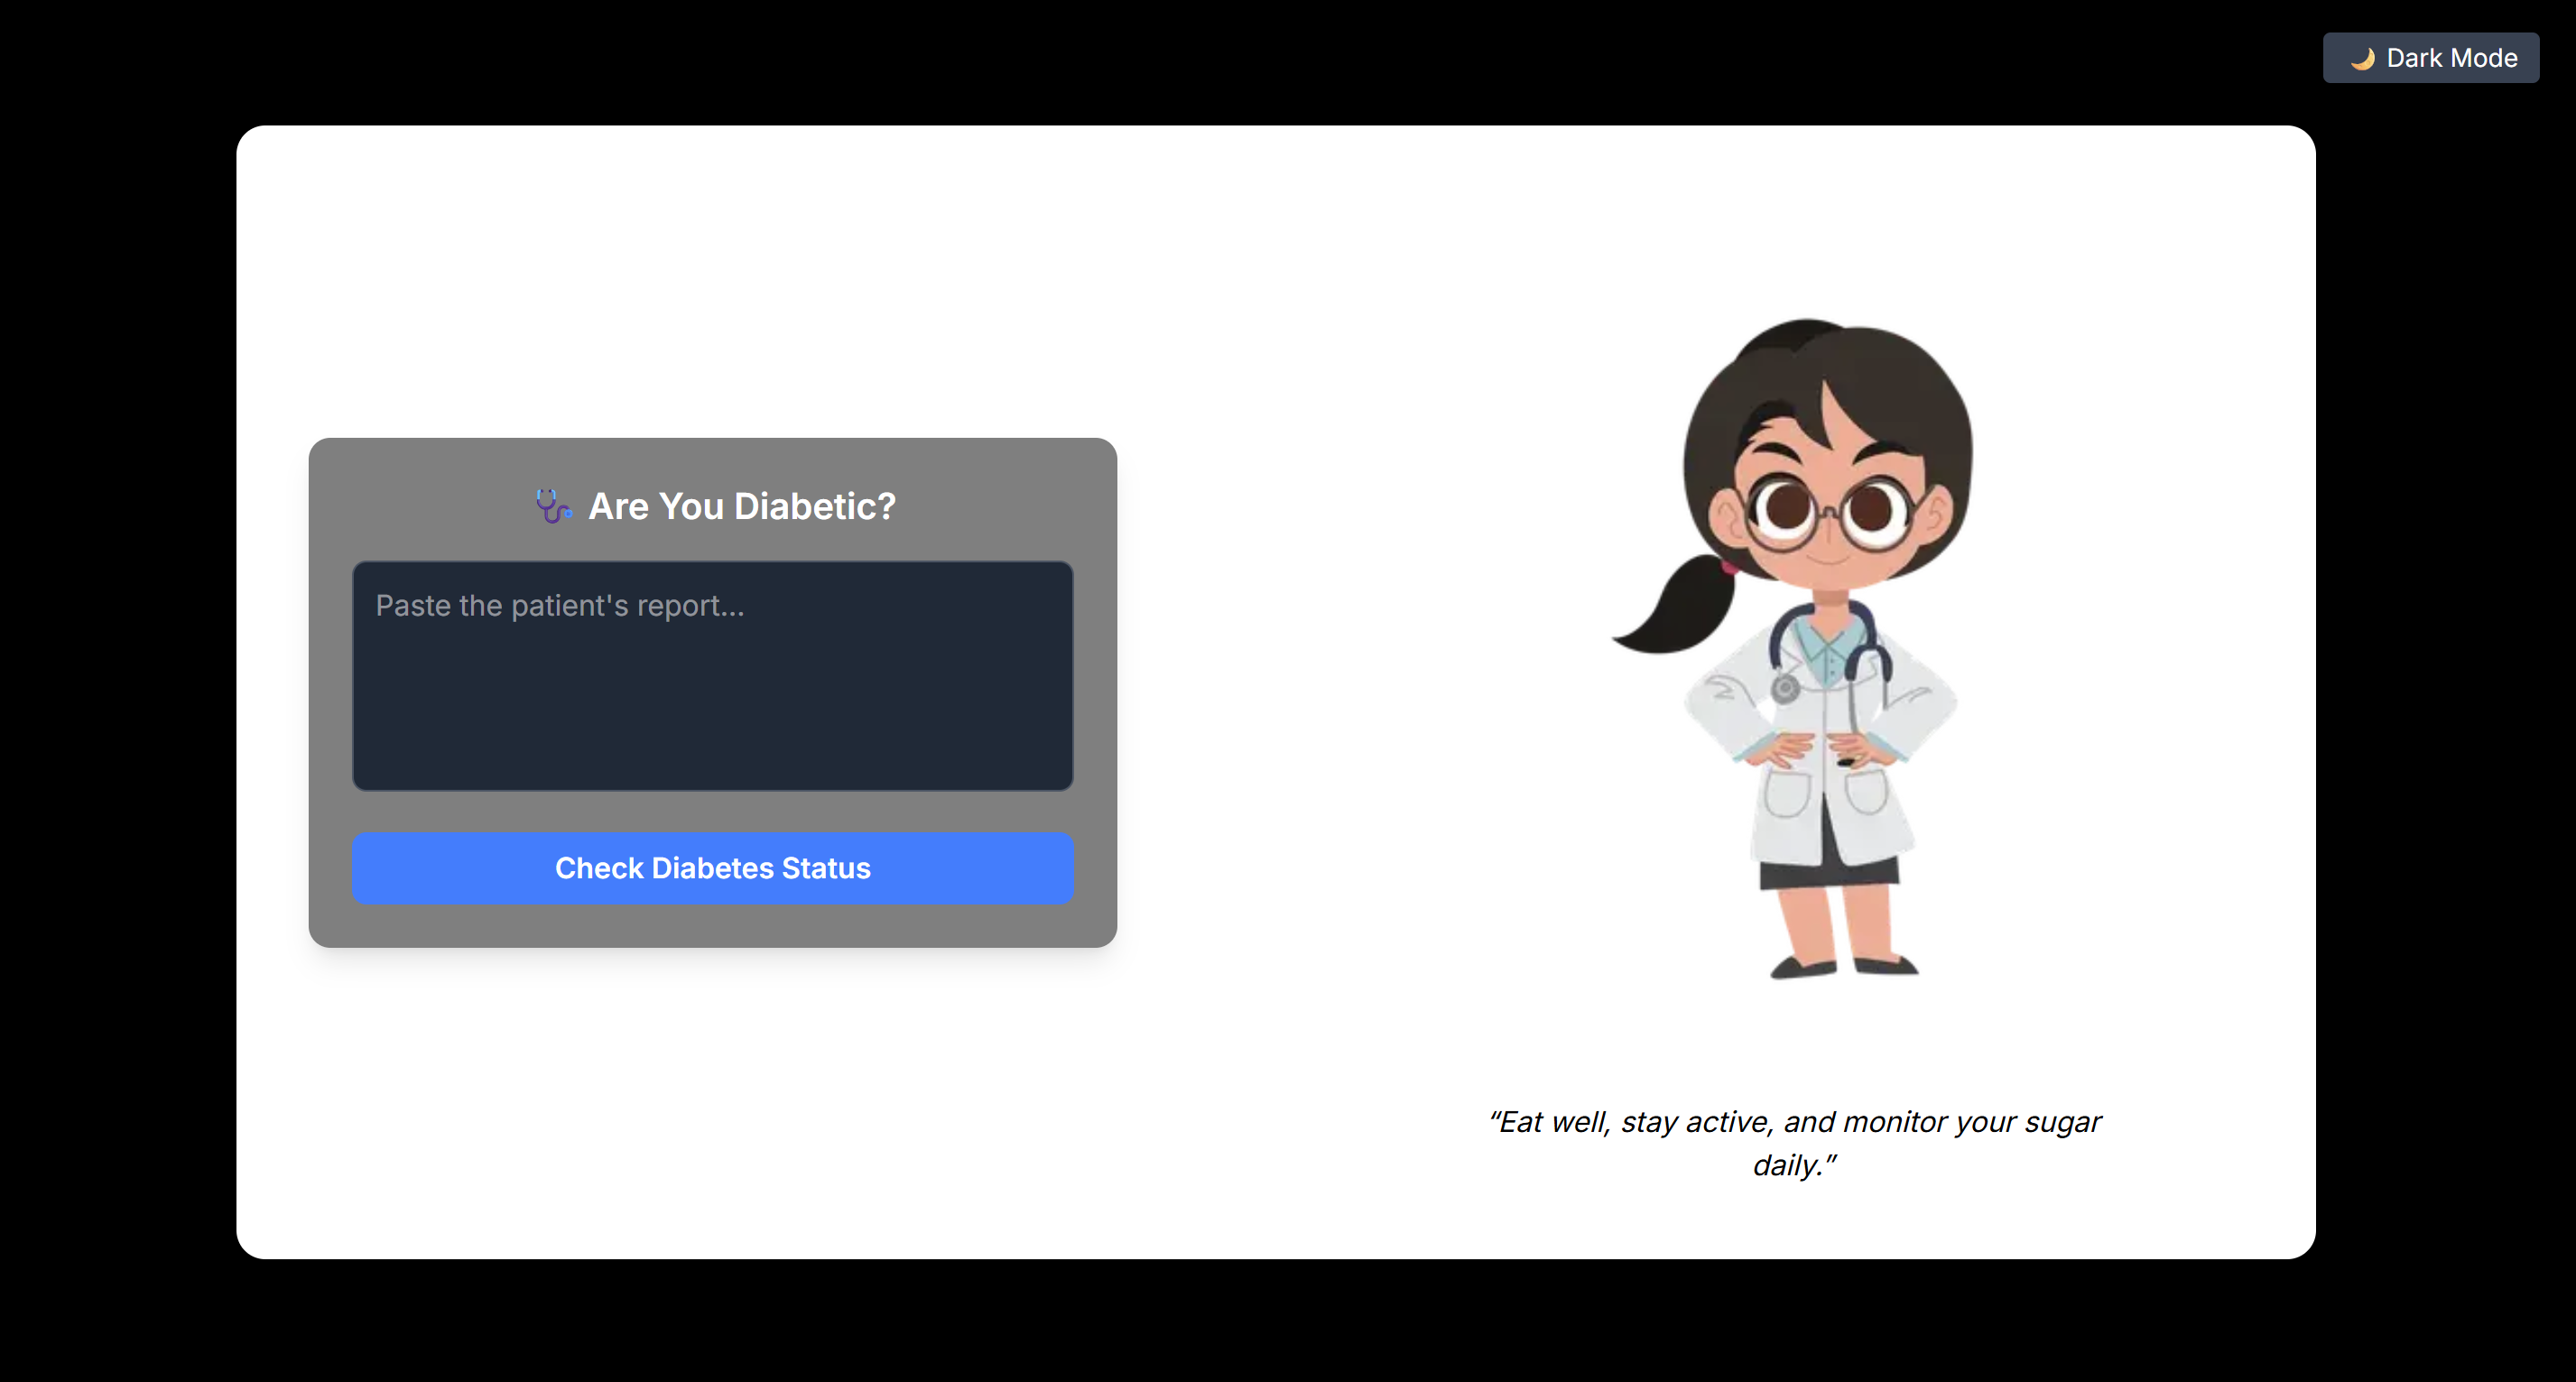 🌙 Dark Mode
🩺 Are You Diabetic?
Paste the patient's report...
Check Diabetes Status
“Eat well, stay active, and monitor your sugar
daily.”